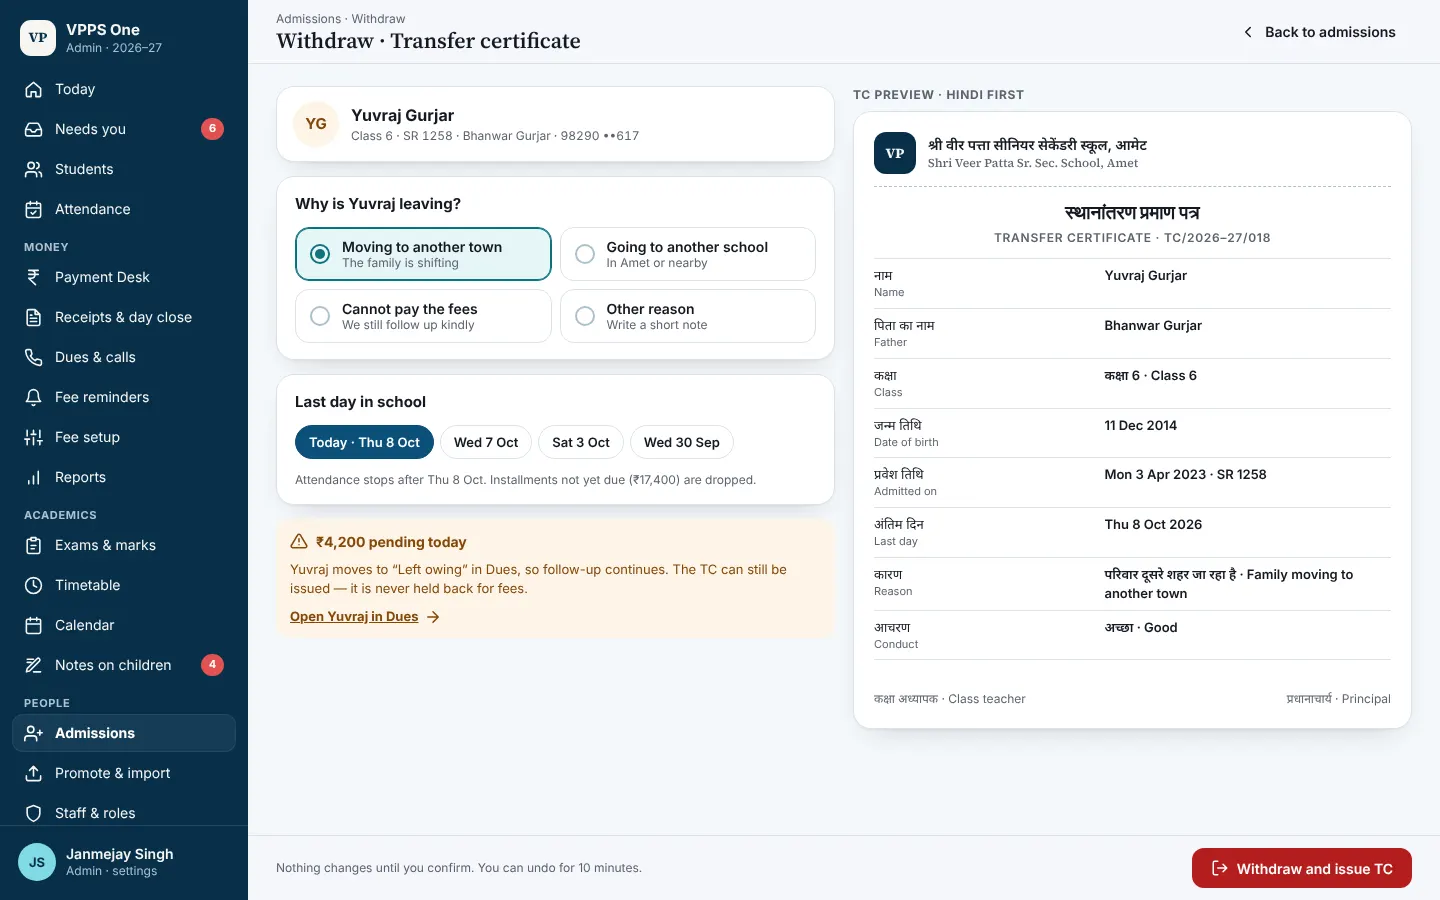 VP
VPPS One
Admin · 2026–27
Today
Needs you
6
Students
Attendance
MONEY
Payment Desk
Receipts & day close
Dues & calls
Fee reminders
Fee setup
Reports
ACADEMICS
Exams & marks
Timetable
Calendar
Notes on children
4
PEOPLE
Admissions
Promote & import
Staff & roles
JS
Janmejay Singh
Admin · settings
Admissions · Withdraw
Withdraw · Transfer certificate
Back to admissions
YG
Yuvraj Gurjar
Class 6 · SR 1258 · Bhanwar Gurjar · 98290 ••617
Why is Yuvraj leaving?
Moving to another town
The family is shifting
Going to another school
In Amet or nearby
Cannot pay the fees
We still follow up kindly
Other reason
Write a short note
Last day in school
Today · Thu 8 Oct
Wed 7 Oct
Sat 3 Oct
Wed 30 Sep
Attendance stops after Thu 8 Oct. Installments not yet due (₹17,400) are dropped.
₹4,200 pending today
Yuvraj moves to “Left owing” in Dues, so follow-up continues. The TC can still be
issued — it is never held back for fees.
Open Yuvraj in Dues
TC PREVIEW · HINDI FIRST
VP
श्री वीर पत्ता सीनियर सेकेंडरी स्कूल, आमेट
Shri Veer Patta Sr. Sec. School, Amet
स्थानांतरण प्रमाण पत्र
TRANSFER CERTIFICATE · TC/2026–27/018
नाम
Name
Yuvraj Gurjar
पिता का नाम
Father
Bhanwar Gurjar
कक्षा
Class
कक्षा 6 · Class 6
जन्म तिथि
Date of birth
11 Dec 2014
प्रवेश तिथि
Admitted on
Mon 3 Apr 2023 · SR 1258
अंतिम दिन
Last day
Thu 8 Oct 2026
कारण
Reason
परिवार दूसरे शहर जा रहा है · Family moving to
another town
आचरण
Conduct
अच्छा · Good
कक्षा अध्यापक · Class teacher
प्रधानाचार्य · Principal
Nothing changes until you confirm. You can undo for 10 minutes.
Withdraw and issue TC